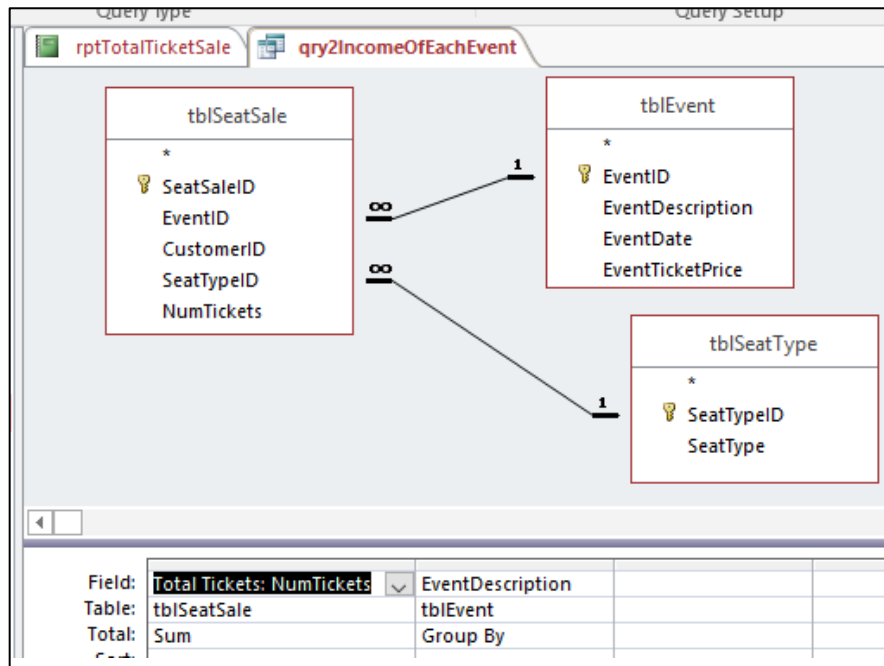 Query Type Query Setup
rptTotalTicketSale qry2IncomeOfEachEvent
tblSeatSale
*
SeatSaleID
EventID
CustomerID
SeatTypeID
NumTickets
∞ 1
∞ 1
tblEvent
*
EventID
EventDescription
EventDate
EventTicketPrice
tblSeatType
*
SeatTypeID
SeatType
Field: Total Tickets: NumTickets EventDescription
Table: tblSeatSale tblEvent
Total: Sum Group By
Sort: